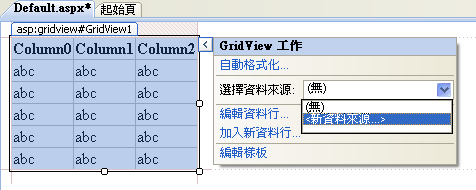 Default.aspx* 起始頁
asp:gridview#GridView1
Column0 Column1 Column2
abc abc abc
abc abc abc
abc abc abc
abc abc abc
abc abc abc
GridView 工作
自動格式化...
選擇資料來源: (無)
(無)
<新資料來源...>
編輯資料行...
加入新資料行...
編輯樣板